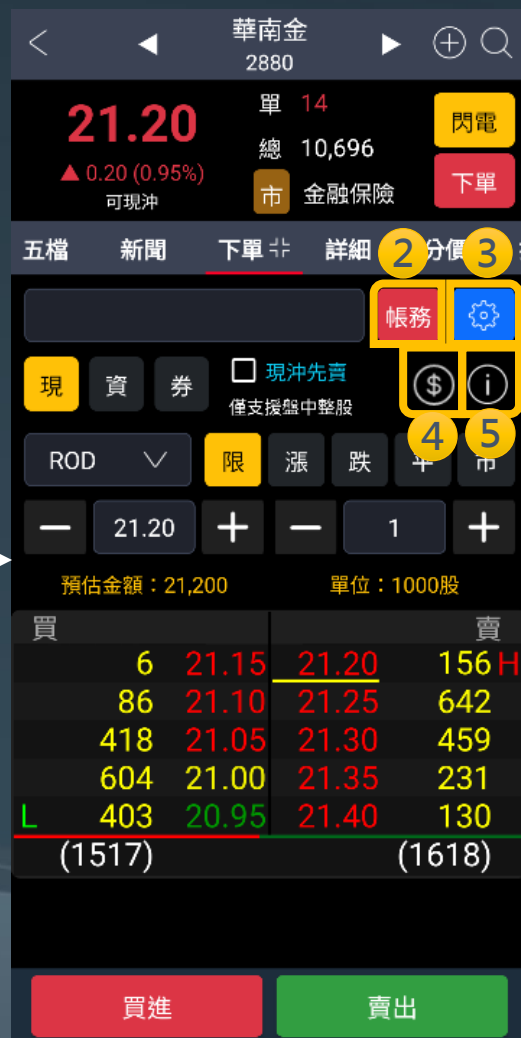 華南金
2880
21.20
單 14
閃電
總 10,696
▲ 0.20 (0.95%)
可現沖
市 金融保險
下單
五檔 新聞 下單 詳細 分價
2 3
帳務
現 資 券 現沖先賣 $ i
僅支援盤中整股
4 5
ROD 限 漲 跌 平 市
− 21.20 + − 1 +
預估金額：21,200 單位：1000股
買 賣
6 21.15 21.20 156 H
86 21.10 21.25 642
418 21.05 21.30 459
604 21.00 21.35 231
L 403 20.95 21.40 130
(1517) (1618)
買進 賣出